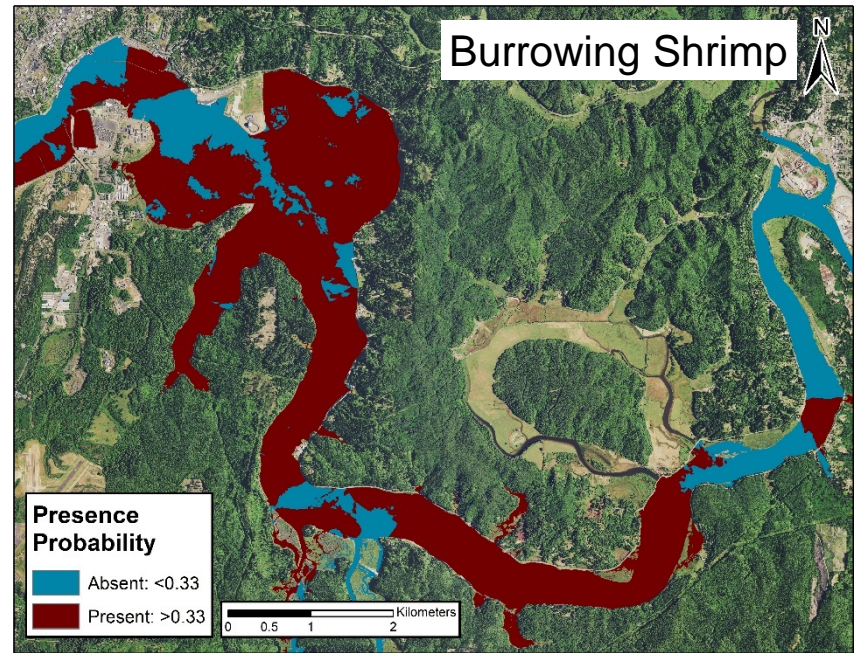 Burrowing Shrimp
N
Presence
Probability
Absent: <0.33
Present: >0.33
Kilometers
0 0.5 1 2